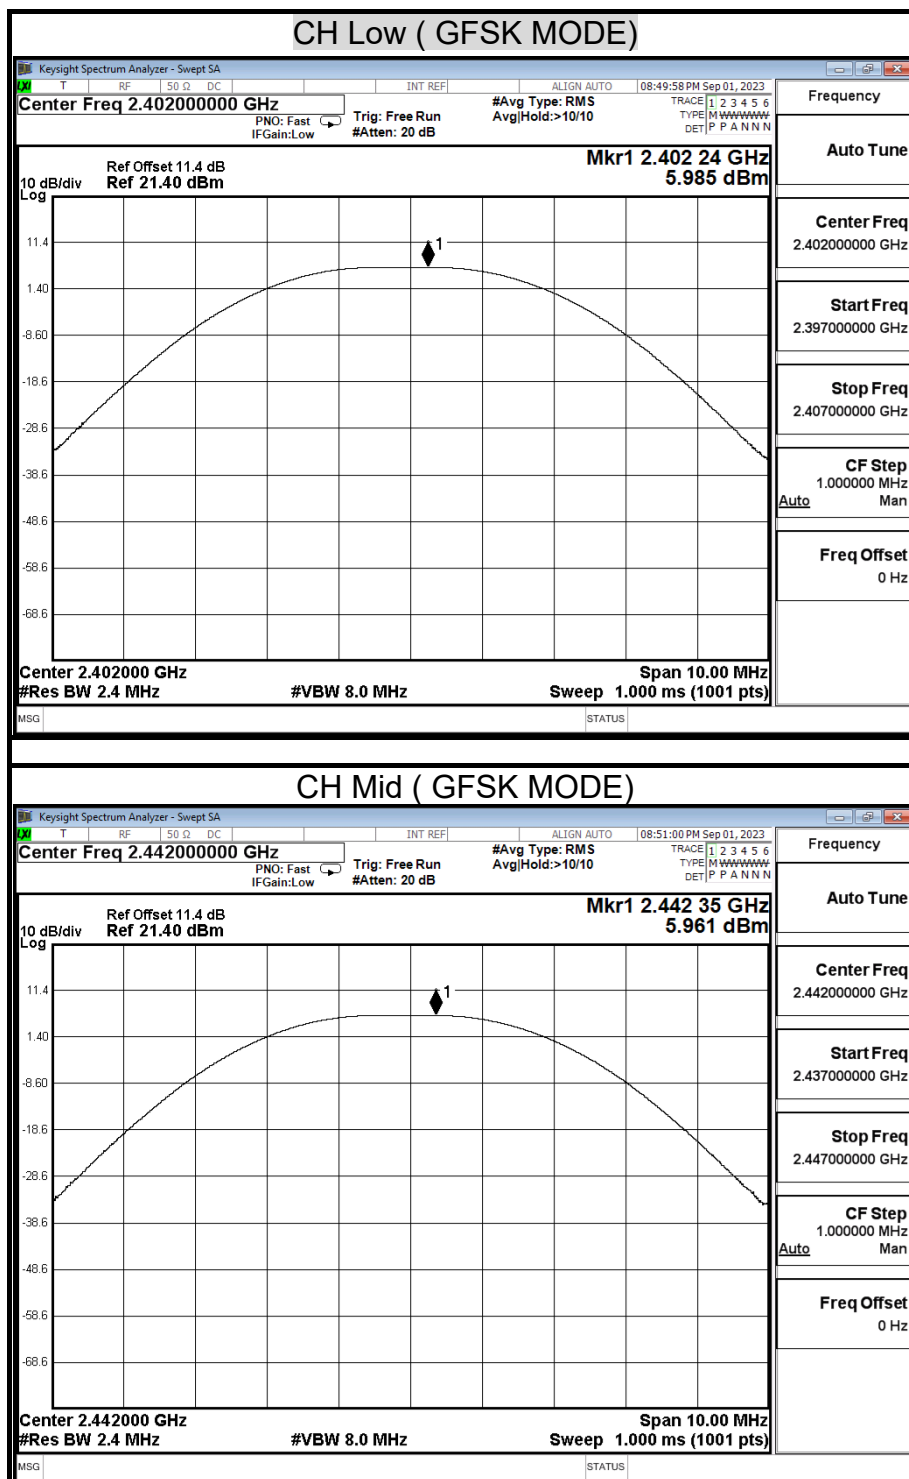 CH Low ( GFSK MODE)
Keysight Spectrum Analyzer - Swept SA
LXI T RF 50 Ω DC INT REF ALIGN AUTO 08:49:58 PM Sep 01, 2023
Center Freq 2.402000000 GHz
PNO: Fast
IFGain:Low
Trig: Free Run
#Atten: 20 dB
#Avg Type: RMS
Avg|Hold:>10/10
TRACE 1 2 3 4 5 6
TYPE M WWWWW
DET P P A N N N
Frequency
Auto Tune
Center Freq
2.402000000 GHz
Start Freq
2.397000000 GHz
Stop Freq
2.407000000 GHz
CF Step
1.000000 MHz
Auto Man
Freq Offset
0 Hz
Ref Offset 11.4 dB
10 dB/div Ref 21.40 dBm
Log
Mkr1 2.402 24 GHz
5.985 dBm
1
11.4
1.40
-8.60
-18.6
-28.6
-38.6
-48.6
-58.6
-68.6
Center 2.402000 GHz Span 10.00 MHz
#Res BW 2.4 MHz #VBW 8.0 MHz Sweep 1.000 ms (1001 pts)
MSG STATUS
CH Mid ( GFSK MODE)
Keysight Spectrum Analyzer - Swept SA
LXI T RF 50 Ω DC INT REF ALIGN AUTO 08:51:00 PM Sep 01, 2023
Center Freq 2.442000000 GHz
PNO: Fast
IFGain:Low
Trig: Free Run
#Atten: 20 dB
#Avg Type: RMS
Avg|Hold:>10/10
TRACE 1 2 3 4 5 6
TYPE M WWWWW
DET P P A N N N
Frequency
Auto Tune
Center Freq
2.442000000 GHz
Start Freq
2.437000000 GHz
Stop Freq
2.447000000 GHz
CF Step
1.000000 MHz
Auto Man
Freq Offset
0 Hz
Ref Offset 11.4 dB
10 dB/div Ref 21.40 dBm
Log
Mkr1 2.442 35 GHz
5.961 dBm
1
11.4
1.40
-8.60
-18.6
-28.6
-38.6
-48.6
-58.6
-68.6
Center 2.442000 GHz Span 10.00 MHz
#Res BW 2.4 MHz #VBW 8.0 MHz Sweep 1.000 ms (1001 pts)
MSG STATUS